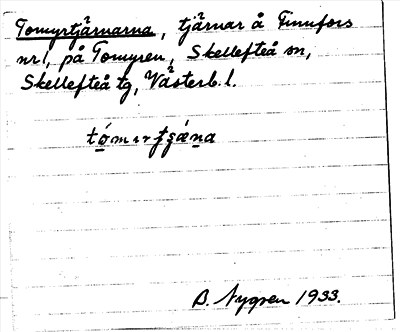 Tomyrtjärnarna, tjärnar å Finnfors
nr 1, på Tomyren, Skellefteå sn,
Skellefteå tg, Västerb. l.
B. Nygren 1933.